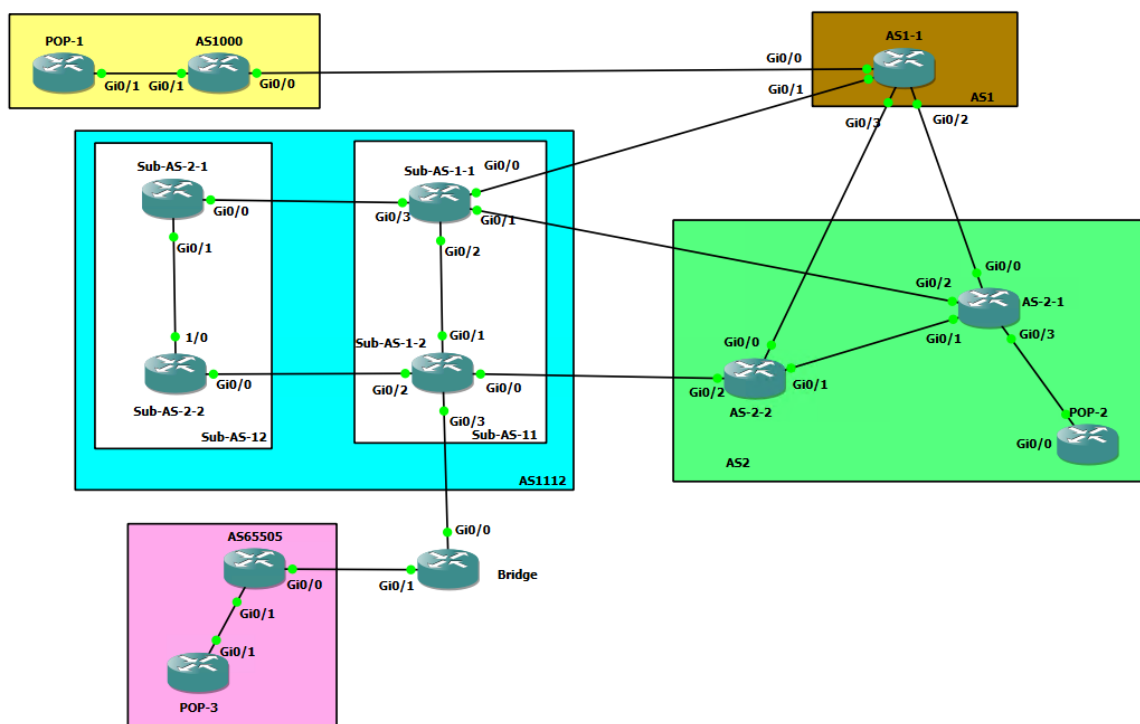 POP-1
AS1000
Gi0/1
Gi0/1
Gi0/0
AS1-1
Gi0/0
Gi0/1
Gi0/3
Gi0/2
AS1
Sub-AS-2-1
Gi0/0
Gi0/1
1/0
Gi0/0
Sub-AS-2-2
Sub-AS-12
Sub-AS-1-1
Gi0/0
Gi0/3
Gi0/1
Gi0/2
Gi0/1
Sub-AS-1-2
Gi0/2
Gi0/0
Gi0/3
Sub-AS-11
AS1112
Gi0/0
Gi0/2
AS-2-1
Gi0/1
Gi0/3
Gi0/0
Gi0/2
Gi0/1
AS-2-2
POP-2
Gi0/0
AS2
AS65505
Gi0/0
Gi0/1
Gi0/1
POP-3
Gi0/0
Gi0/1
Bridge